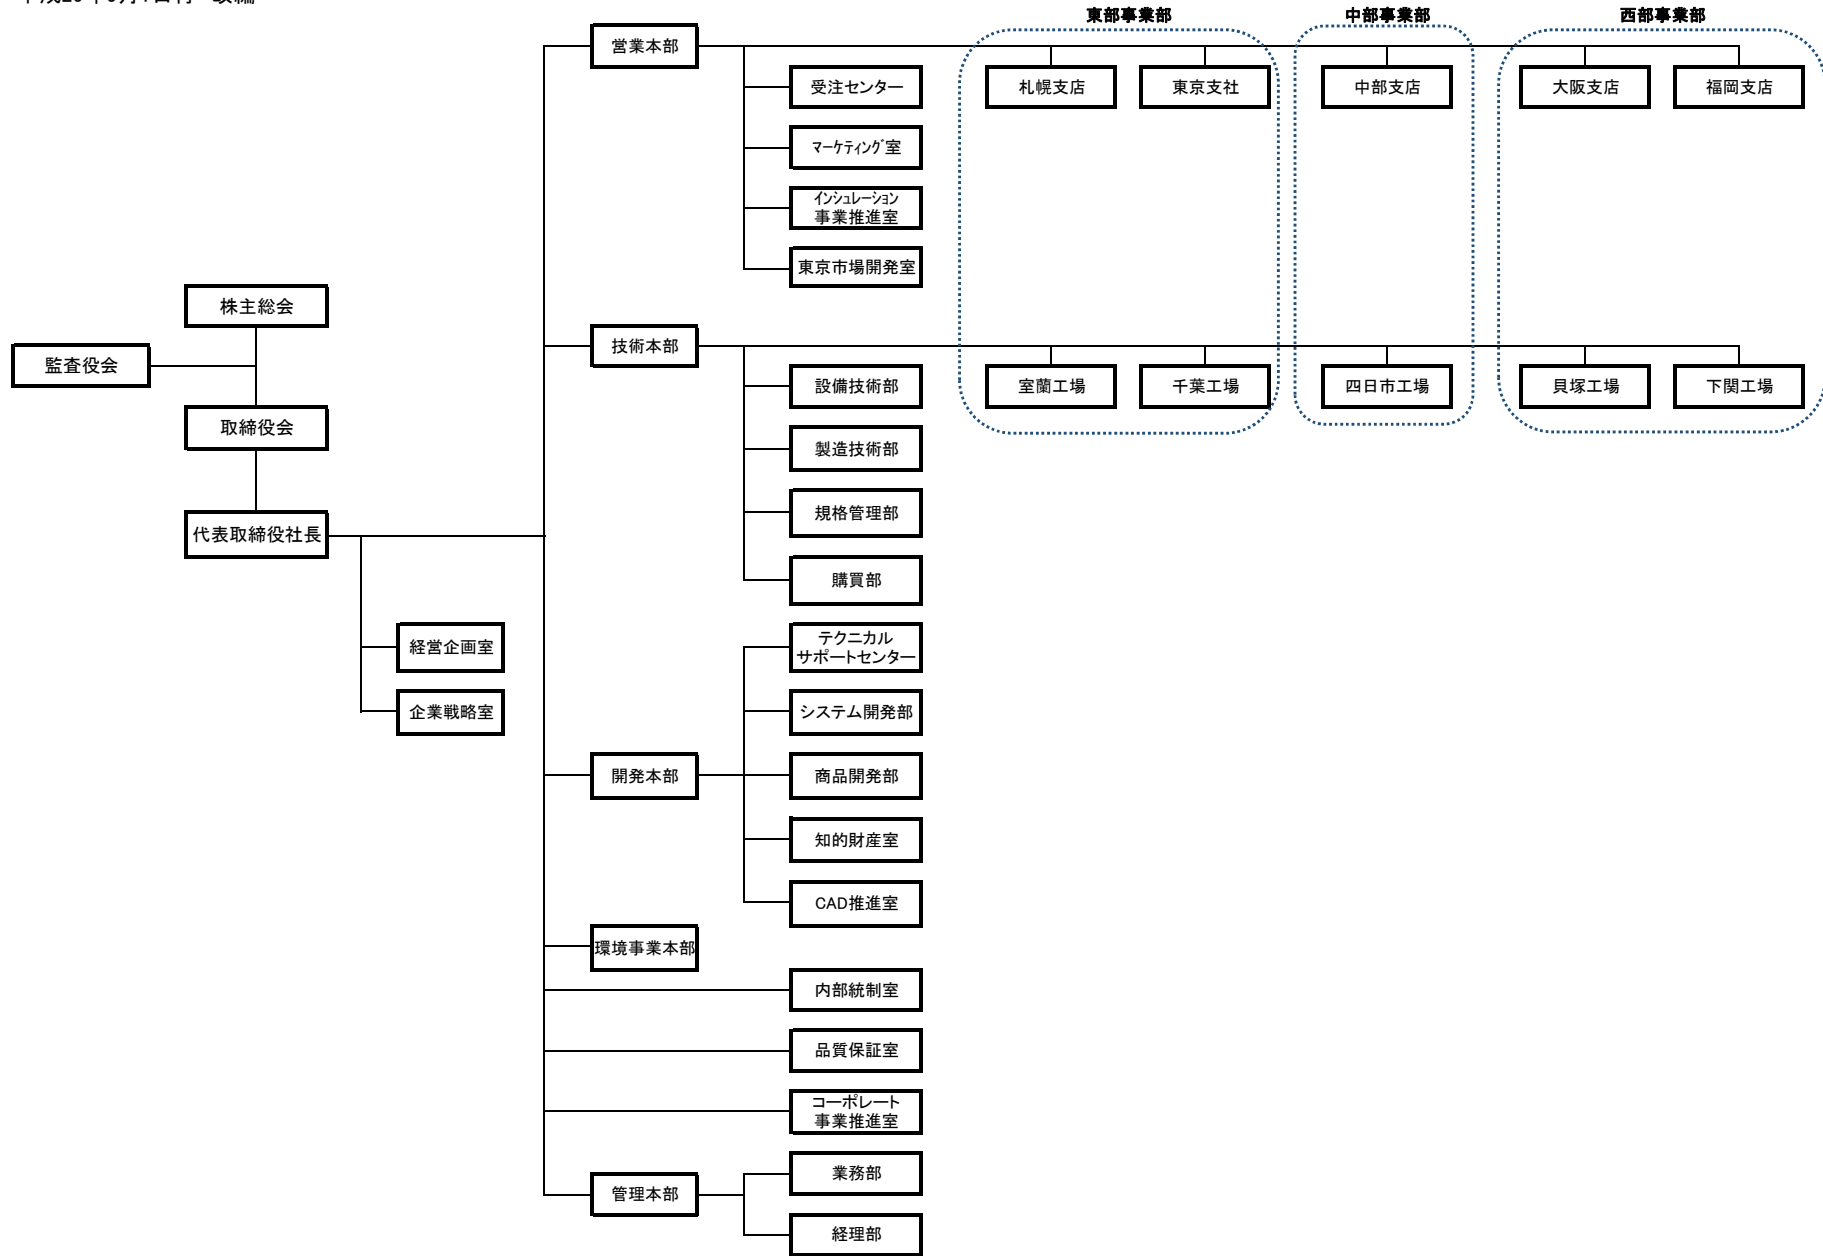 東部事業部 中部事業部 西部事業部
営業本部
受注センター 札幌支店 東京支社 中部支店 大阪支店 福岡支店
マーケティング室
インシュレーション
事業推進室
東京市場開発室
株主総会
監査役会
技術本部
設備技術部 室蘭工場 千葉工場 四日市工場 貝塚工場 下関工場
取締役会
製造技術部
規格管理部
代表取締役社長
購買部
経営企画室
テクニカル
サポートセンター
企業戦略室
システム開発部
開発本部
商品開発部
知的財産室
CAD推進室
環境事業本部
内部統制室
品質保証室
コーポレート
事業推進室
管理本部
業務部
経理部